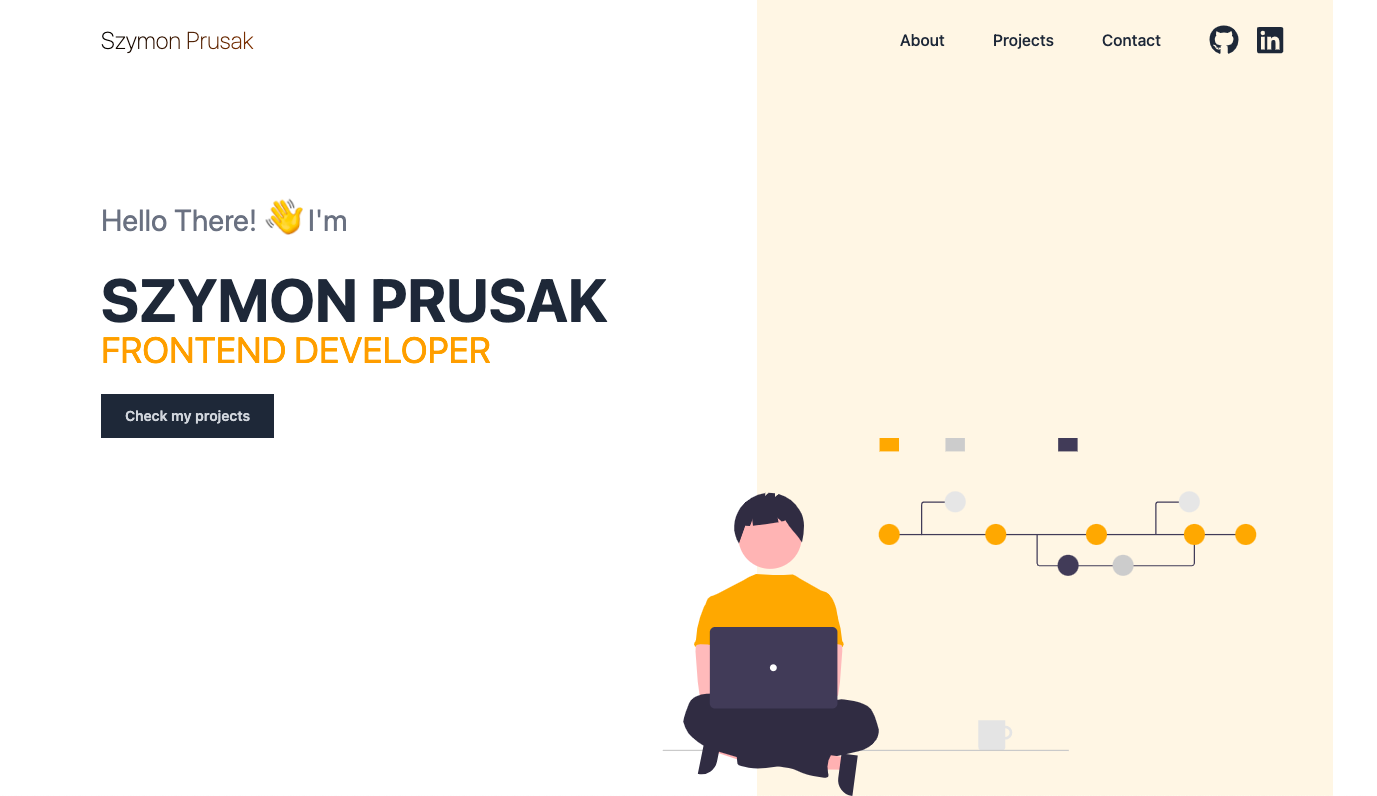 Szymon Prusak
About Projects Contact
Hello There! 👋 I'm
SZYMON PRUSAK
FRONTEND DEVELOPER
Check my projects